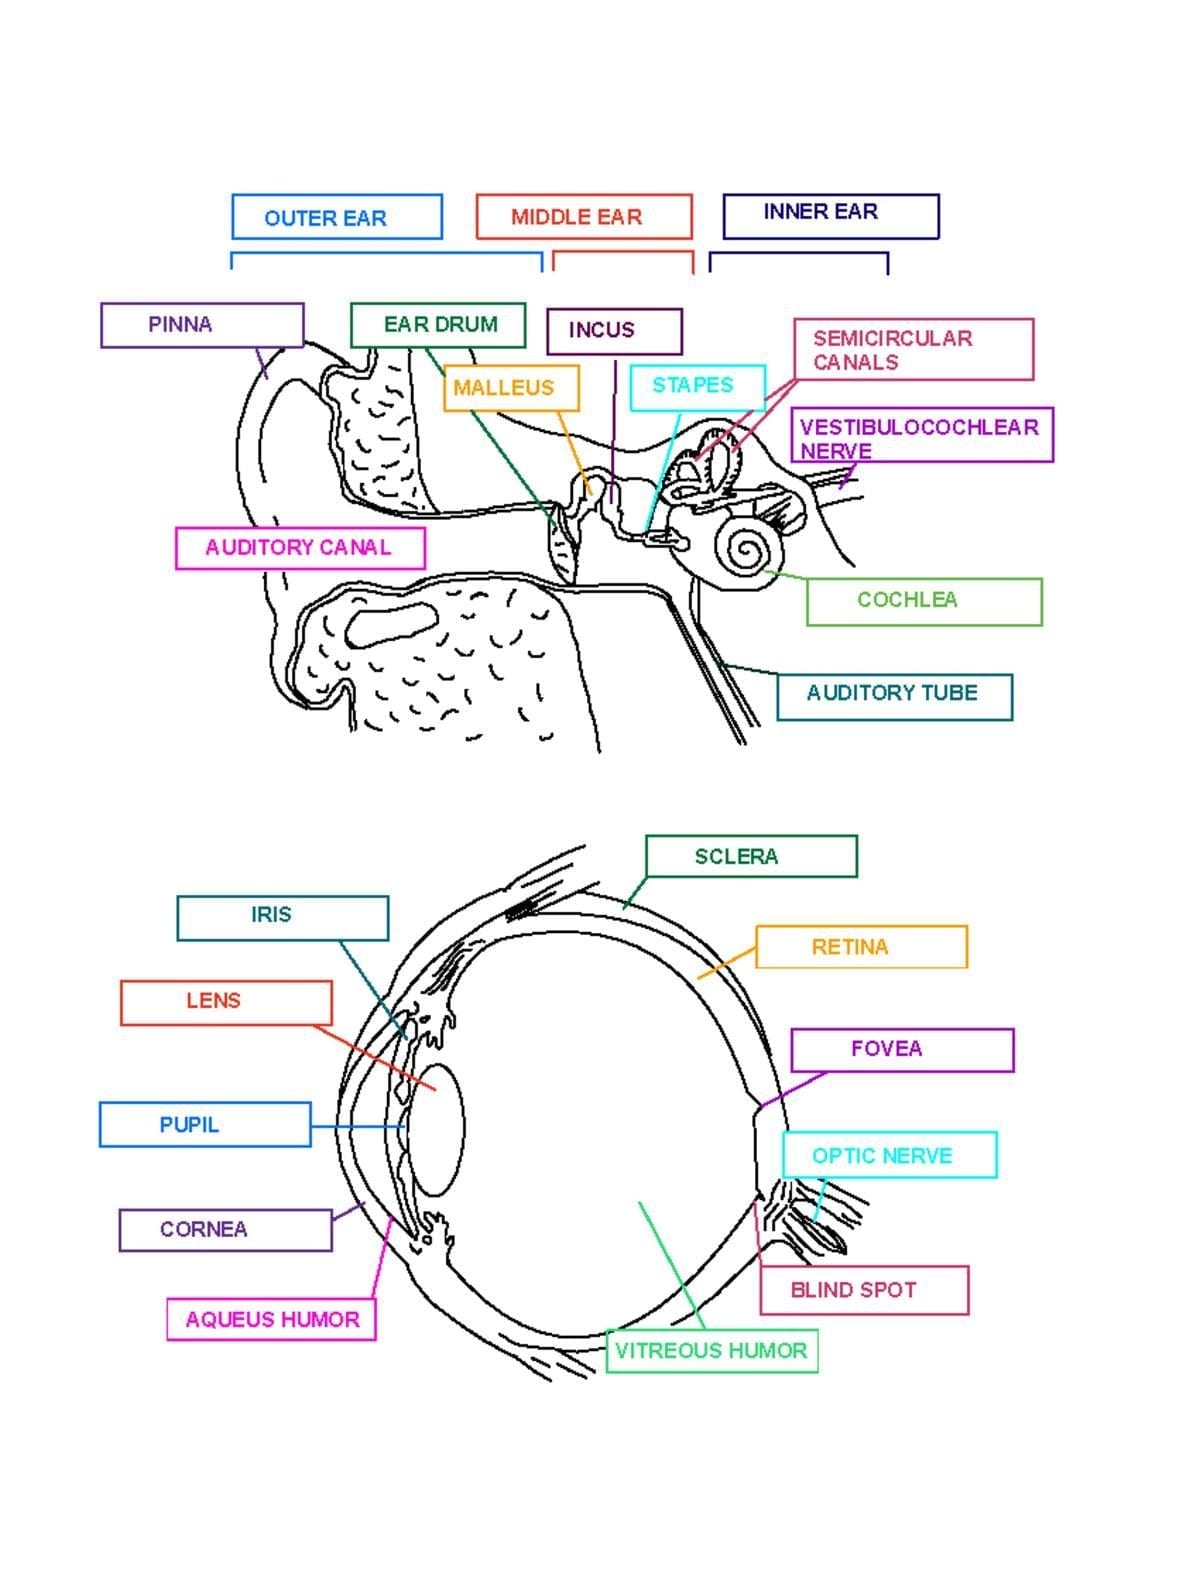 OUTER EAR
MIDDLE EAR
INNER EAR
PINNA
EAR DRUM
INCUS
SEMICIRCULAR
CANALS
MALLEUS
STAPES
VESTIBULOCOCHLEAR
NERVE
AUDITORY CANAL
COCHLEA
AUDITORY TUBE
SCLERA
IRIS
RETINA
LENS
FOVEA
PUPIL
OPTIC NERVE
CORNEA
BLIND SPOT
AQUEUS HUMOR
VITREOUS HUMOR